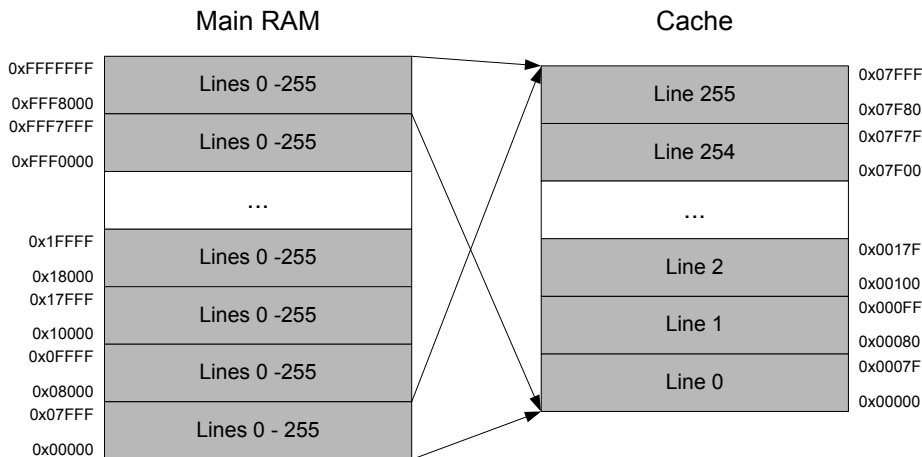 Main RAM
Cache
0xFFFFFFF
Lines 0 -255
0xFFF8000
0xFFF7FFF
Lines 0 -255
0xFFF0000
...
0x1FFFF
Lines 0 -255
0x18000
0x17FFF
Lines 0 -255
0x10000
0x0FFFF
Lines 0 -255
0x08000
0x07FFF
Lines 0 - 255
0x00000
Line 255
0x07FFF
0x07F80
Line 254
0x07F7F
0x07F00
...
Line 2
0x0017F
0x00100
Line 1
0x000FF
0x00080
Line 0
0x0007F
0x00000